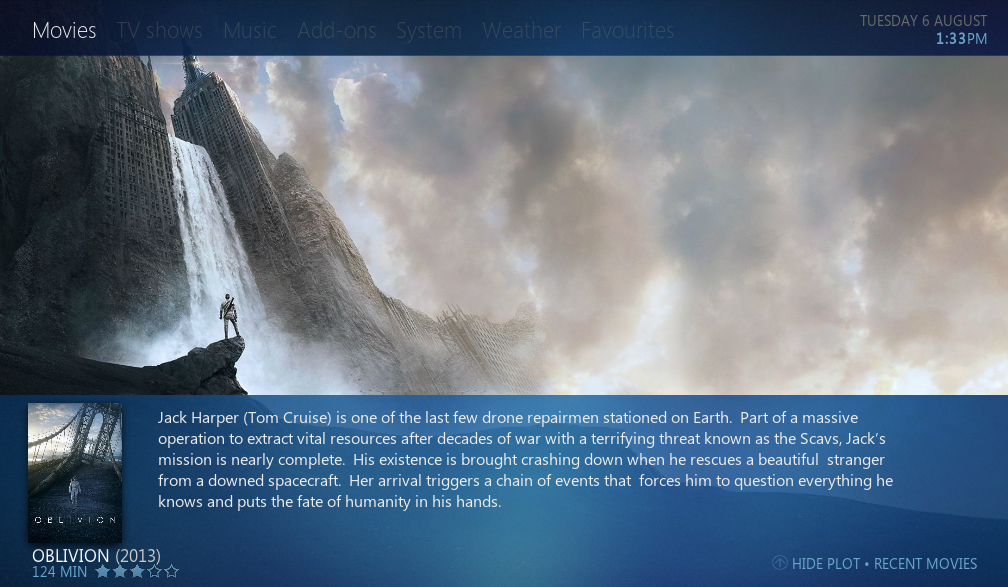 Movies TV shows Music Add-ons System Weather Favourites
TUESDAY 6 AUGUST
1:33PM
Jack Harper (Tom Cruise) is one of the last few drone repairmen stationed on Earth.  Part of a massive
operation to extract vital resources after decades of war with a terrifying threat known as the Scavs, Jack's
mission is nearly complete.  His existence is brought crashing down when he rescues a beautiful  stranger
from a downed spacecraft.  Her arrival triggers a chain of events that  forces him to question everything he
knows and puts the fate of humanity in his hands.
OBLIVION
OBLIVION (2013)
124 MIN
HIDE PLOT • RECENT MOVIES